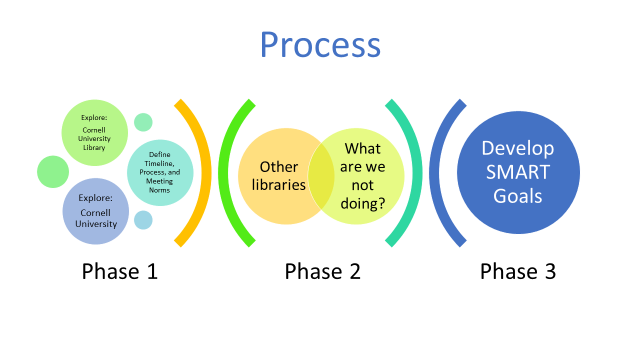 Process
Explore:
Cornell
University
Library
Define
Timeline,
Process, and
Meeting
Norms
Explore:
Cornell
University
Phase 1
Other
libraries
What
are we
not
doing?
Phase 2
Develop
SMART
Goals
Phase 3